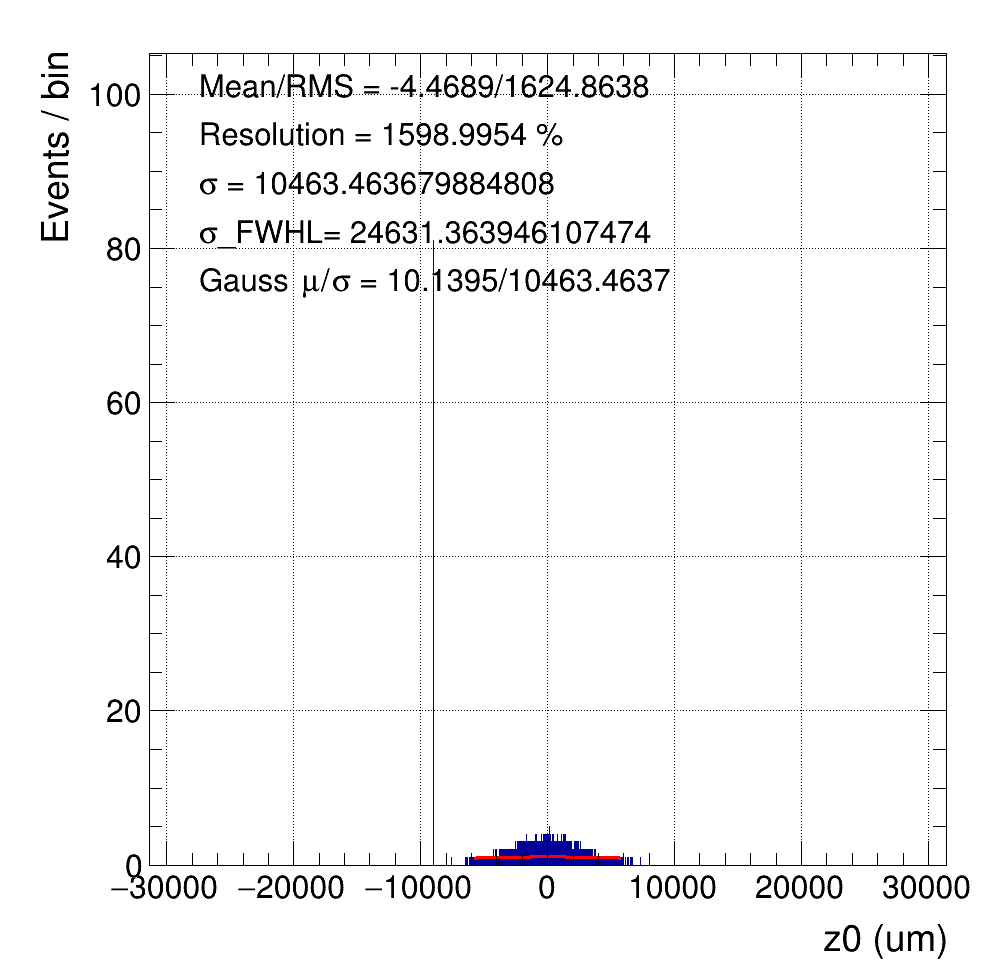 Events / bin
100
80
60
40
20
0
Mean/RMS = -4.4689/1624.8638
Resolution = 1598.9954 %
σ = 10463.463679884808
σ_FWHL= 24631.363946107474
Gauss μ/σ = 10.1395/10463.4637
−30000 −20000 −10000 0 10000 20000 30000
z0 (um)